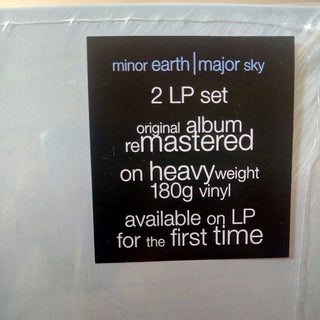 minor earth|major sky
2 LP set
original album
remastered
on heavyweight
180g vinyl
available on LP
for the first time